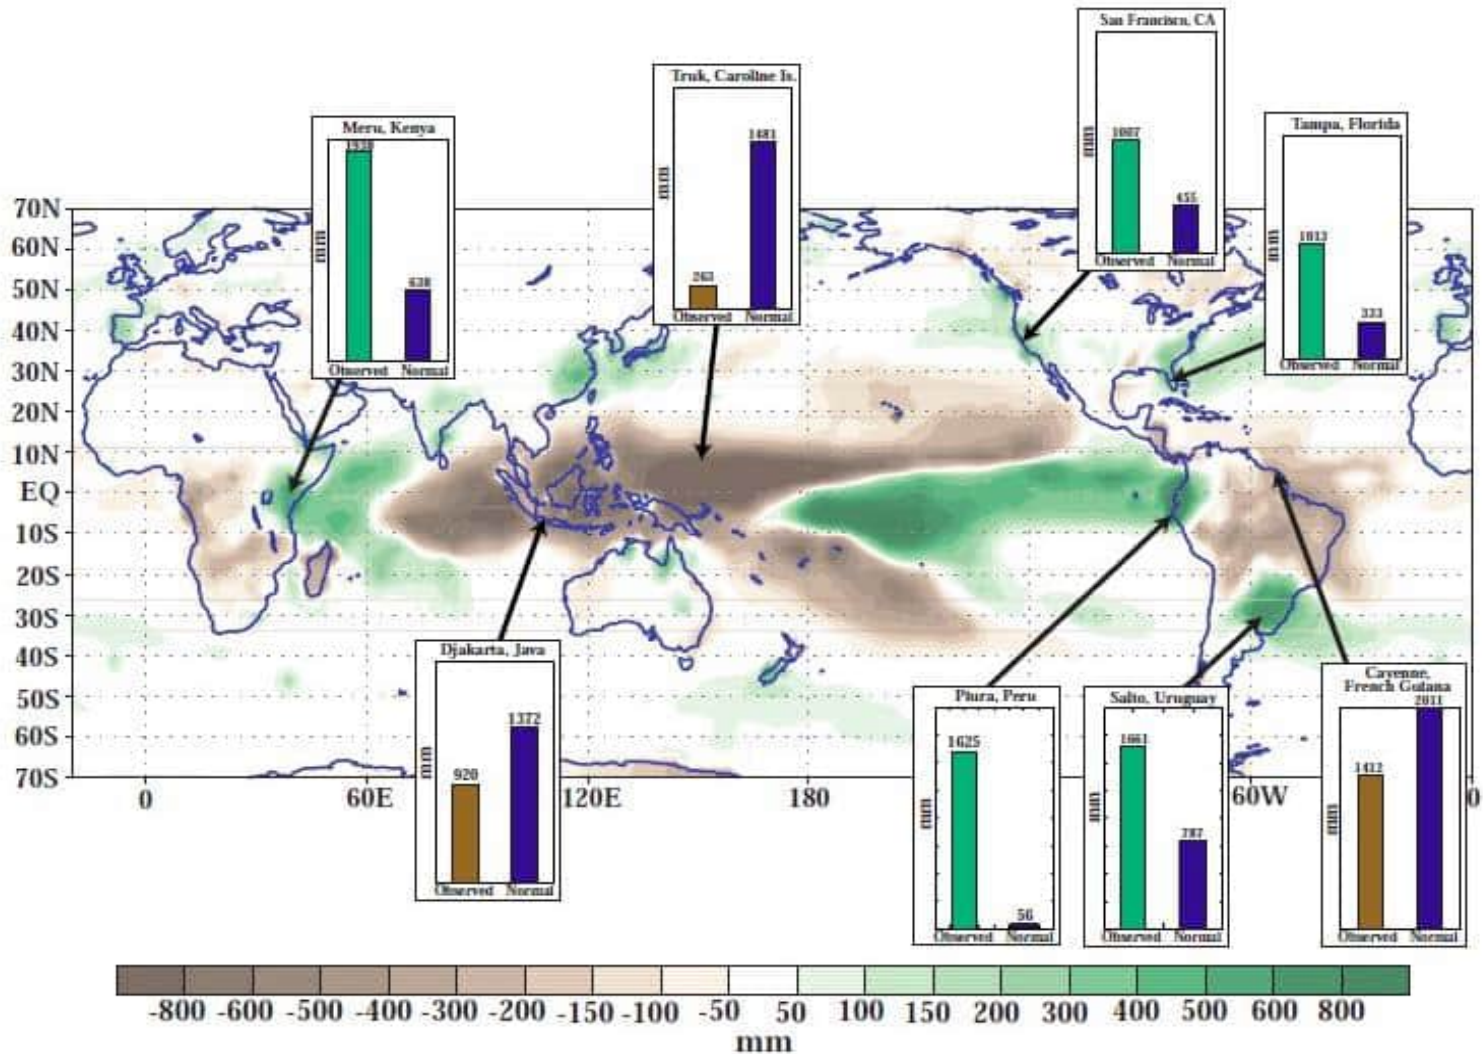 San Francisco, CA
mm
1007
455
Observed Normal
Truk, Caroline Is.
mm
263
1481
Observed Normal
Tampa, Florida
mm
1013
333
Observed Normal
Meru, Kenya
mm
Observed Normal
70N
60N
50N
40N
30N
20N
10N
EQ
10S
20S
30S
40S
50S
60S
70S
0
60E
120E
180
60W
0
Djakarta, Java
mm
920
1372
Observed Normal
Piura, Peru
mm
1625
56
Observed Normal
Salto, Uruguay
mm
1661
Observed Normal
Cayenne,
French Guiana
mm
1412
2011
Observed Normal
-800 -600 -500 -400 -300 -200 -150 -100 -50 50 100 150 200 300 400 500 600 800
mm